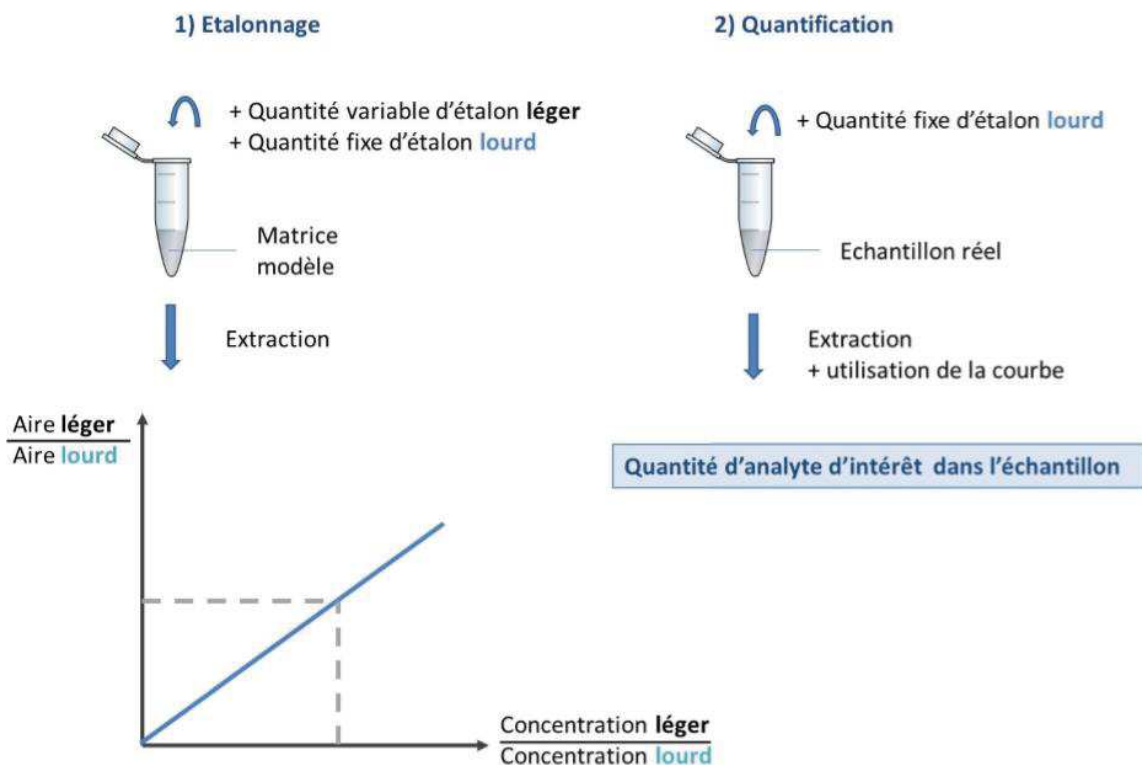 1) Etalonnage
+ Quantité variable d'étalon léger
+ Quantité fixe d'étalon lourd
Matrice
modèle
Extraction
Aire léger
Aire lourd
Concentration léger
Concentration lourd
2) Quantification
+ Quantité fixe d'étalon lourd
Echantillon réel
Extraction
+ utilisation de la courbe
Quantité d'analyte d'intérêt dans l'échantillon